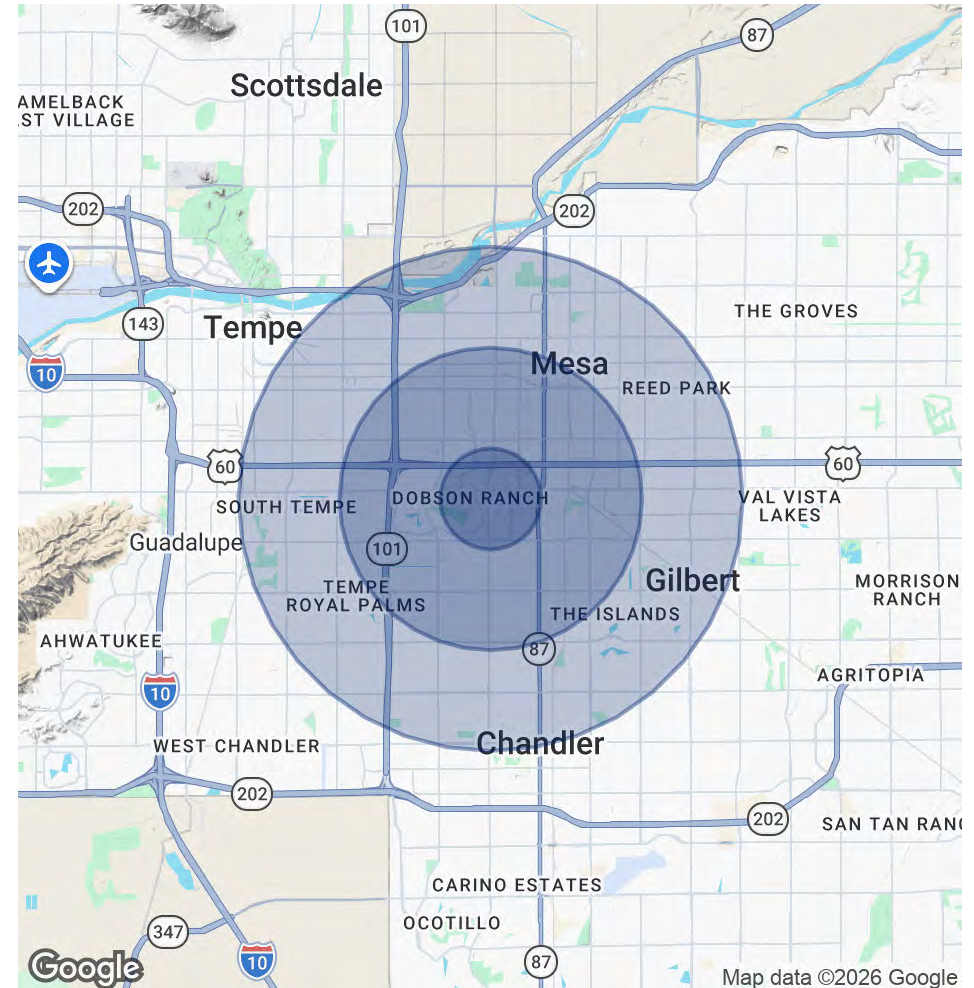 101
87
Scottsdale
AMELBACK
ST VILLAGE
202
202
THE GROVES
143
Tempe
Mesa
10
REED PARK
60
60
DOBSON RANCH
VAL VISTA
LAKES
SOUTH TEMPE
Guadalupe
101
Gilbert
MORRISON
RANCH
TEMPE
ROYAL PALMS
THE ISLANDS
AHWATUKEE
87
AGRITOPIA
10
WEST CHANDLER
Chandler
202
202
SAN TAN RANC
CARINO ESTATES
OCOTILLO
347
10
87
Google
Map data ©2026 Google